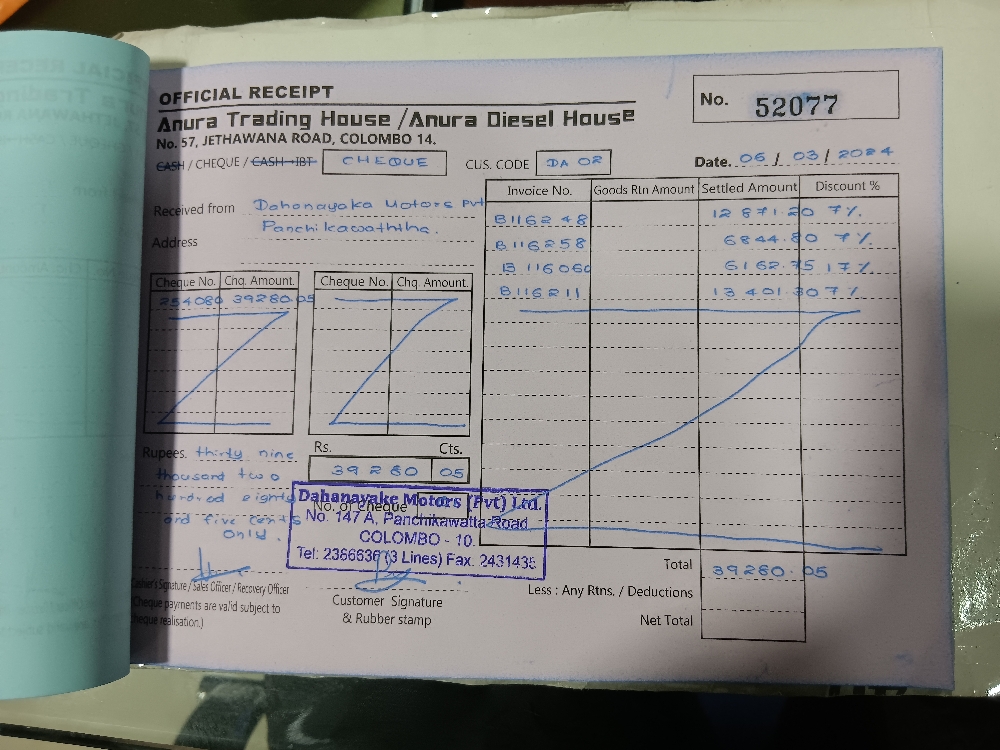 OFFICIAL RECEIPT
No. 52077
Anura Trading House /Anura Diesel House
No. 57, JETHAWANA ROAD, COLOMBO 14.
CASH / CHEQUE / CASH-IBT CHEQUE CUS. CODE DA 02 Date. 06 / 03 / 2024
Received from Dahanayaka Motors Pvt
Panchikawaththa.
Address
Invoice No. Goods Rtn Amount Settled Amount Discount %
B116248 12 871.20 7%
B116258 6844.80 7%
B116060 6162.75 17%
B116211 13 401.30 7%
Cheque No. Chq. Amount. Cheque No. Chq. Amount.
254080 39280.05
Rs. Cts.
39280 05
Rupees. thirty nine
thousand two
hundred eighty
and five cents
only.
No. of Cheque
Dahanayake Motors (Pvt) Ltd.
No. 147 A, Panchikawatta Road,
COLOMBO - 10.
Tel: 2386636 (3 Lines) Fax. 2431435
Total 39280.05
Less : Any Rtns. / Deductions
Net Total
Signature / Sales Officer / Recovery Officer
Cheque payments are valid subject to
cheque realisation.)
Customer Signature
& Rubber stamp